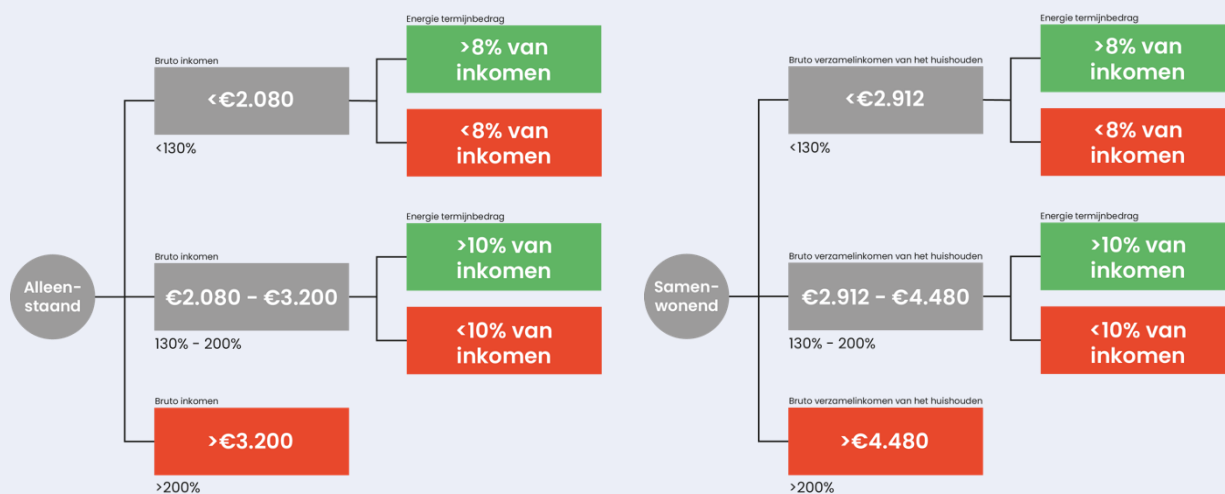 Energie termijnbedrag
>8% van
inkomen
Bruto inkomen
<€2.080
<130%
<8% van
inkomen
Energie termijnbedrag
>10% van
inkomen
Alleen-
staand
Bruto inkomen
€2.080 - €3.200
130% - 200%
<10% van
inkomen
Bruto inkomen
>€3.200
>200%
Energie termijnbedrag
>8% van
inkomen
Bruto verzamelinkomen van het huishouden
<€2.912
<130%
<8% van
inkomen
Energie termijnbedrag
>10% van
inkomen
Samen-
wonend
Bruto verzamelinkomen van het huishouden
€2.912 - €4.480
130% - 200%
<10% van
inkomen
Bruto verzamelinkomen van het huishouden
>€4.480
>200%